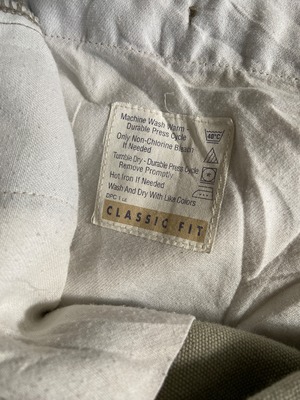 Machine Wash Warm
Durable Press Cycle
40°C
Only Non-Chlorine Bleach
If Needed
Tumble Dry - Durable Press Cycle
Remove Promptly
Hot Iron If Needed
Wash And Dry With Like Colors
CLASSIC FIT